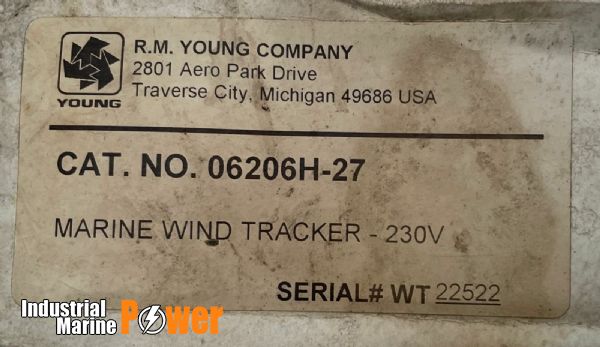 R.M. YOUNG COMPANY
2801 Aero Park Drive
Traverse City, Michigan 49686 USA
YOUNG
CAT. NO. 06206H-27
MARINE WIND TRACKER - 230V
SERIAL# WT 22522
Industrial
Marine Power